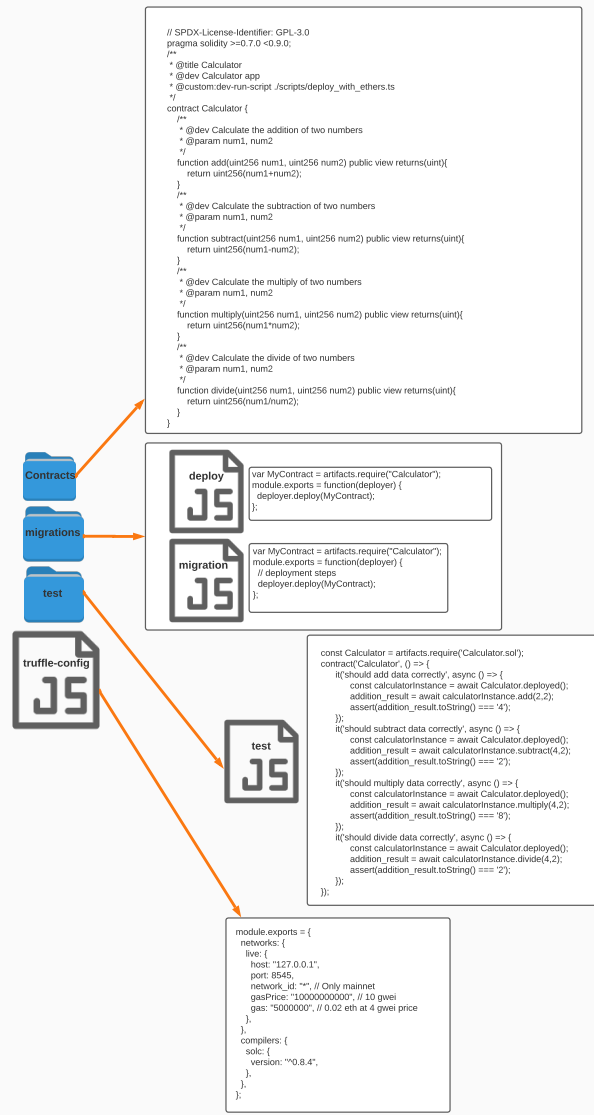 // SPDX-License-Identifier: GPL-3.0
pragma solidity >=0.7.0 <0.9.0;
/**
* @title Calculator
* @dev Calculator app
* @custom:dev-run-script ./scripts/deploy_with_ethers.ts
*/
contract Calculator {
/**
* @dev Calculate the addition of two numbers
* @param num1, num2
*/
function add(uint256 num1, uint256 num2) public view returns(uint){
return uint256(num1+num2);
}
/**
* @dev Calculate the subtraction of two numbers
* @param num1, num2
*/
function subtract(uint256 num1, uint256 num2) public view returns(uint){
return uint256(num1-num2);
}
/**
* @dev Calculate the multiply of two numbers
* @param num1, num2
*/
function multiply(uint256 num1, uint256 num2) public view returns(uint){
return uint256(num1*num2);
}
/**
* @dev Calculate the divide of two numbers
* @param num1, num2
*/
function divide(uint256 num1, uint256 num2) public view returns(uint){
return uint256(num1/num2);
}
}
Contracts
migrations
test
truffle-config
JS
deploy
JS
var MyContract = artifacts.require("Calculator");
module.exports = function(deployer) {
deployer.deploy(MyContract);
};
migration
JS
var MyContract = artifacts.require("Calculator");
module.exports = function(deployer) {
// deployment steps
deployer.deploy(MyContract);
};
test
JS
const Calculator = artifacts.require('Calculator.sol');
contract('Calculator', () => {
it('should add data correctly', async () => {
const calculatorInstance = await Calculator.deployed();
addition_result = await calculatorInstance.add(2,2);
assert(addition_result.toString() === '4');
});
it('should subtract data correctly', async () => {
const calculatorInstance = await Calculator.deployed();
addition_result = await calculatorInstance.subtract(4,2);
assert(addition_result.toString() === '2');
});
it('should multiply data correctly', async () => {
const calculatorInstance = await Calculator.deployed();
addition_result = await calculatorInstance.multiply(4,2);
assert(addition_result.toString() === '8');
});
it('should divide data correctly', async () => {
const calculatorInstance = await Calculator.deployed();
addition_result = await calculatorInstance.divide(4,2);
assert(addition_result.toString() === '2');
});
});
module.exports = {
networks: {
live: {
host: "127.0.0.1",
port: 8545,
network_id: "*", // Only mainnet
gasPrice: "10000000000", // 10 gwei
gas: "5000000", // 0.02 eth at 4 gwei price
},
},
compilers: {
solc: {
version: "^0.8.4",
},
},
};